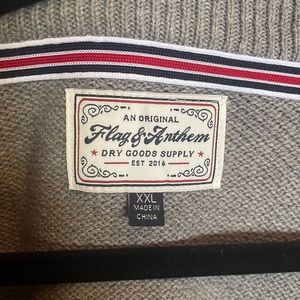 AN ORIGINAL
Flag & Anthem
★ DRY GOODS SUPPLY ★
EST 2016
XXL
MADE IN
CHINA